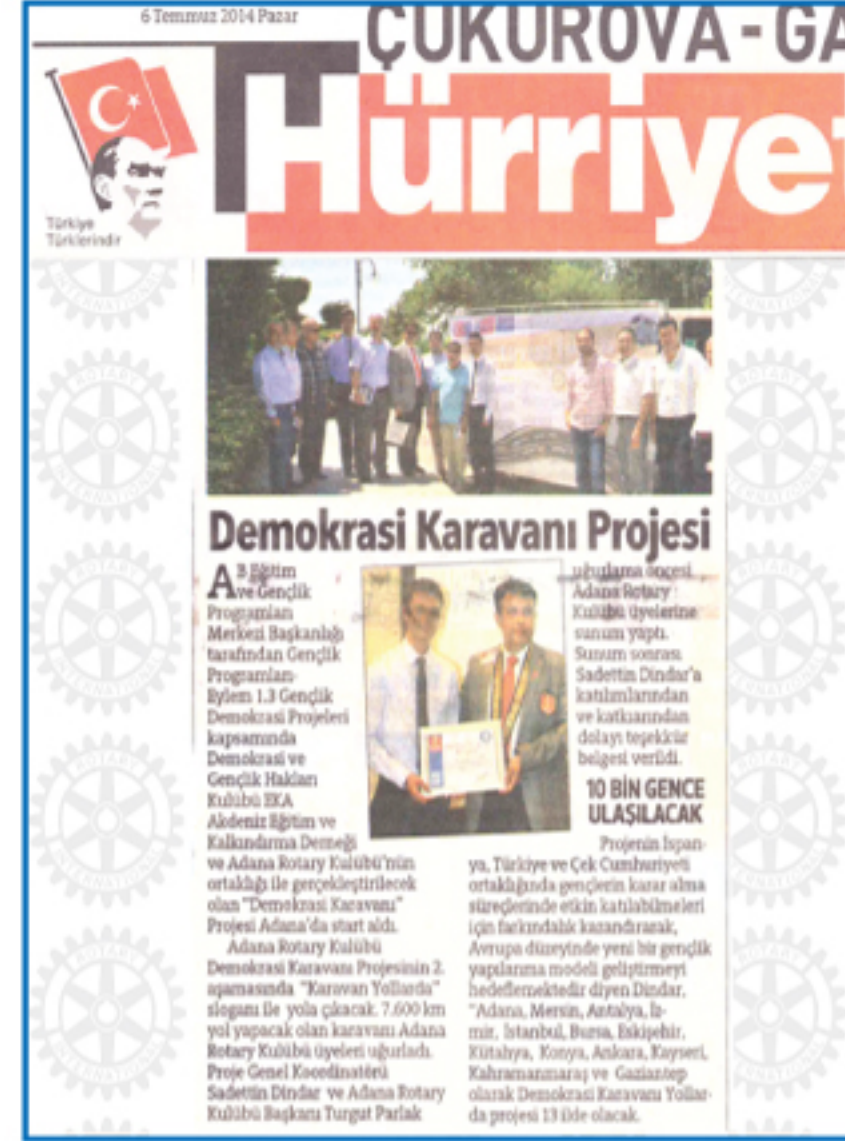 6 Temmuz 2014 Pazar
ÇUKUROVA - GA
Hürriyet
Türkiye
Türklerindir
Demokrasi Karavanı Projesi
AB Eğitim
ve Gençlik
Programları
Merkezi Başkanlığı
tarafından Gençlik
Programları-
Eylem 1.3 Gençlik
Demokrasi Projeleri
kapsamında
Demokrasi ve
Gençlik Hakları
Kulübü EKA
Akdeniz Eğitim ve
Kalkındırma Derneği
ve Adana Rotary Kulübü'nün
ortaklığı ile gerçekleştirilecek
olan "Demokrasi Karavanı"
Projesi Adana'da start aldı.
Adana Rotary Kulübü
Demokrasi Karavanı Projesinin 2.
aşamasında "Karavan Yollarda"
sloganı ile yola çıkacak. 7.600 km
yol yapacak olan karavanı Adana
Rotary Kulübü üyeleri uğurladı.
Proje Genel Koordinatörü
Sadettin Dindar ve Adana Rotary
Kulübü Başkanı Turgut Parlak
uğurlama öncesi
Adana Rotary
Kulübü üyelerine
sunum yaptı.
Sunum sonrası
Sadettin Dindar'a
katılımlarından
ve katkıarından
dolayı teşekkür
belgesi verildi.
10 BİN GENCE
ULAŞILACAK
Projenin İspan-
ya, Türkiye ve Çek Cumhuriyeti
ortaklığında gençlerin karar alma
süreçlerinde etkin katılabilmeleri
için farkındalık kazandırarak,
Avrupa düzeyinde yeni bir gençlik
yapılanma modeli geliştirmeyi
hedeflemektedir diyen Dindar,
"Adana, Mersin, Antalya, İz-
mir, İstanbul, Bursa, Eskişehir,
Kütahya, Konya, Ankara, Kayseri,
Kahramanmaraş ve Gaziantep
olarak Demokrasi Karavanı Yollar-
da projesi 13 ilde olacak.
ROTARY
INTERNATIONAL